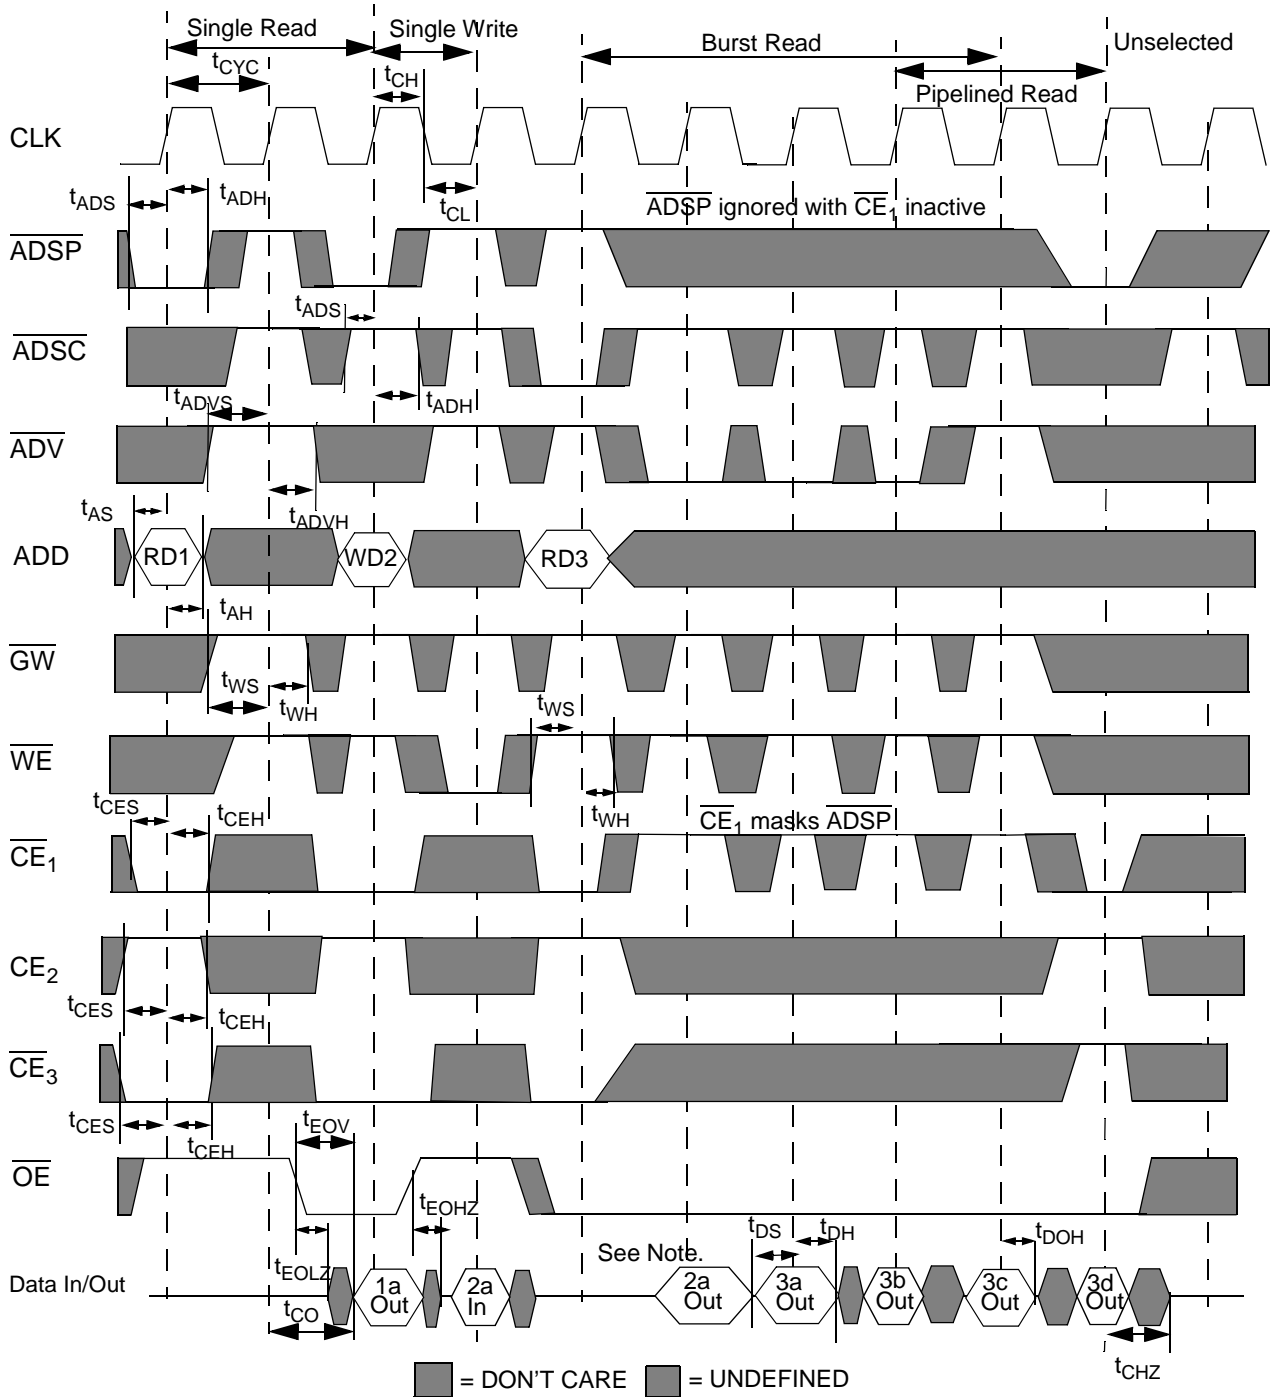 Single Read
Single Write
Burst Read
Unselected
tCYC
tCH
Pipelined Read
CLK
tADS
tADH
tCL
ADSP ignored with CE1 inactive
ADSP
tADS
ADSC
tADVS
tADH
ADV
tAS
tADVH
ADD
RD1
WD2
RD3
tAH
GW
tWS
tWH
tWS
WE
tCES
tCEH
tWH
CE1 masks ADSP
CE1
CE2
tCES
tCEH
CE3
tCES
tCEH
tEOV
OE
tEOHZ
tDS
tDH
tDOH
See Note.
tEOLZ
Data In/Out
1a Out
2a In
2a Out
3a Out
3b Out
3c Out
3d Out
tCO
tCHZ
= DON'T CARE
= UNDEFINED